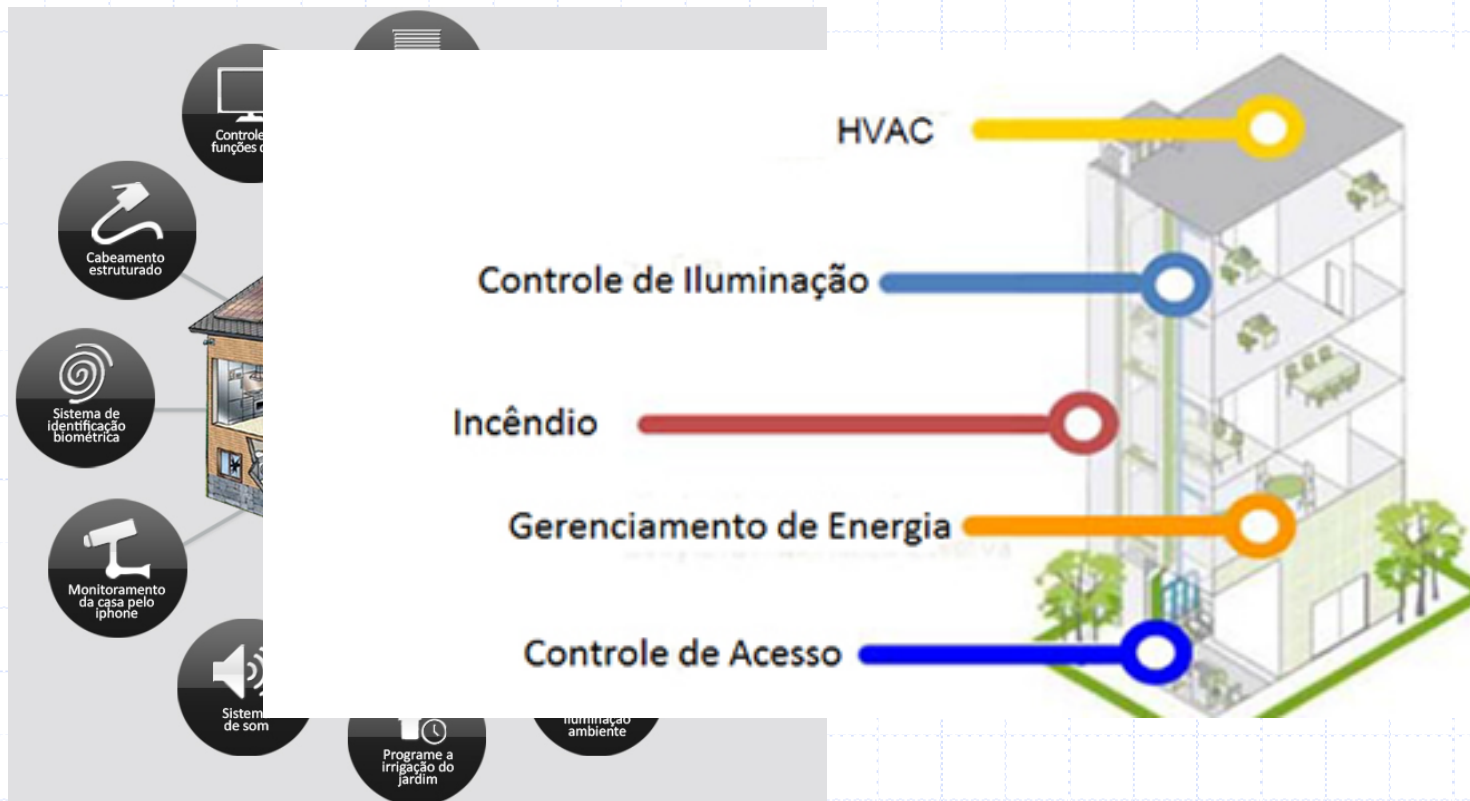 Controle
funções
Cabeamento
estruturado
Sistema de
identificação
biométrica
Monitoramento
da casa pelo
iphone
Sistem
de som
Programe a
irrigação do
jardim
iluminação
ambiente
HVAC
Controle de Iluminação
Incêndio
Gerenciamento de Energia
Controle de Acesso